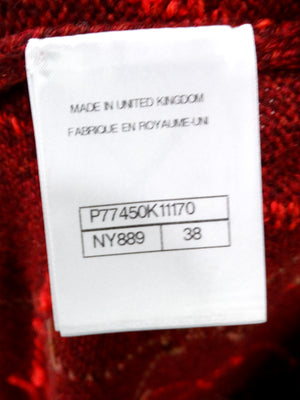 MADE IN UNITED KINGDOM
FABRIQUE EN ROYAUME-UNI
P77450K11170
NY889 38